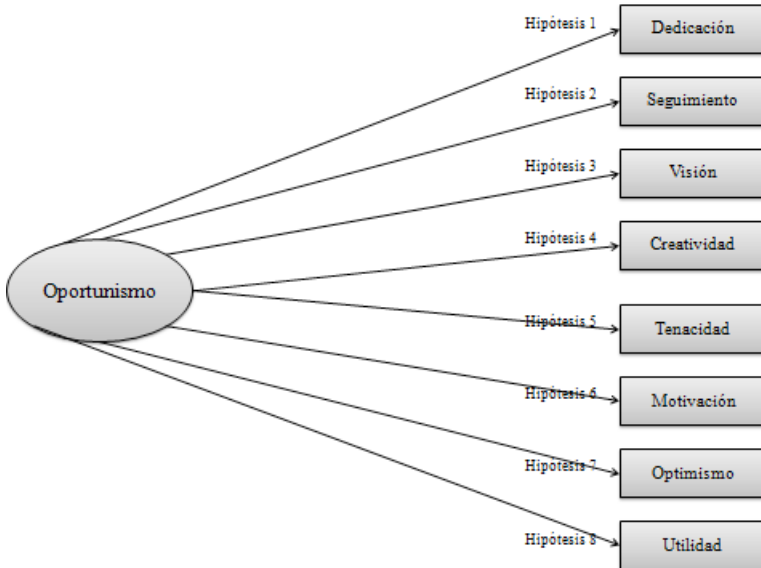 Hipótesis 1
Dedicación
Hipótesis 2
Seguimiento
Hipótesis 3
Visión
Hipótesis 4
Creatividad
Oportunismo
Hipótesis 5
Tenacidad
Hipótesis 6
Motivación
Hipótesis 7
Optimismo
Hipótesis 8
Utilidad